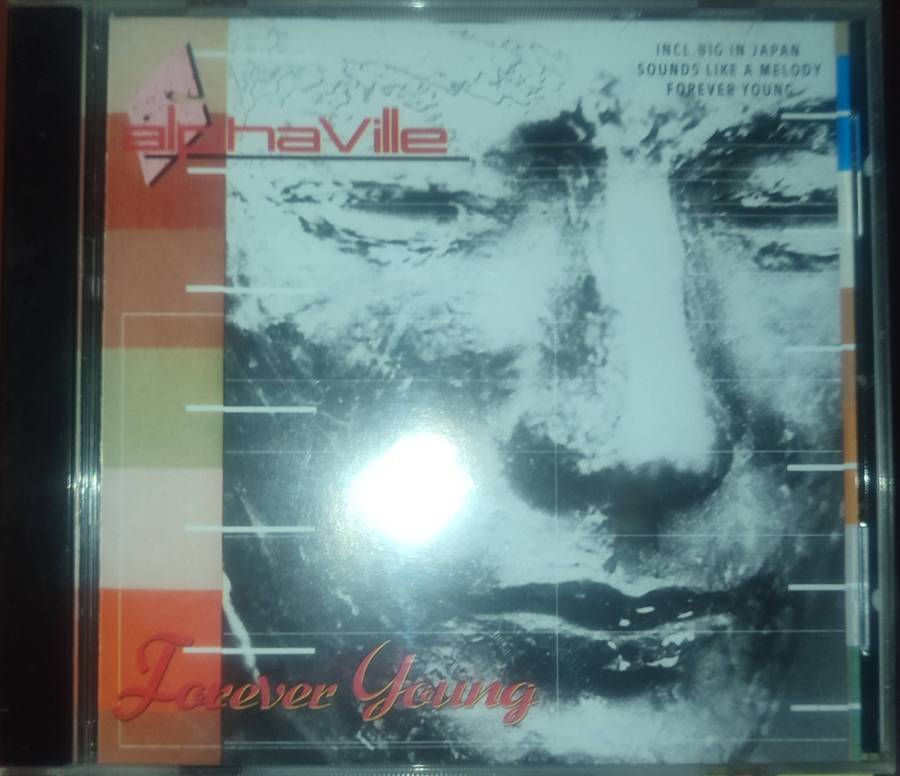 INCL. BIG IN JAPAN
SOUNDS LIKE A MELODY
FOREVER YOUNG
alphaville
Forever Young